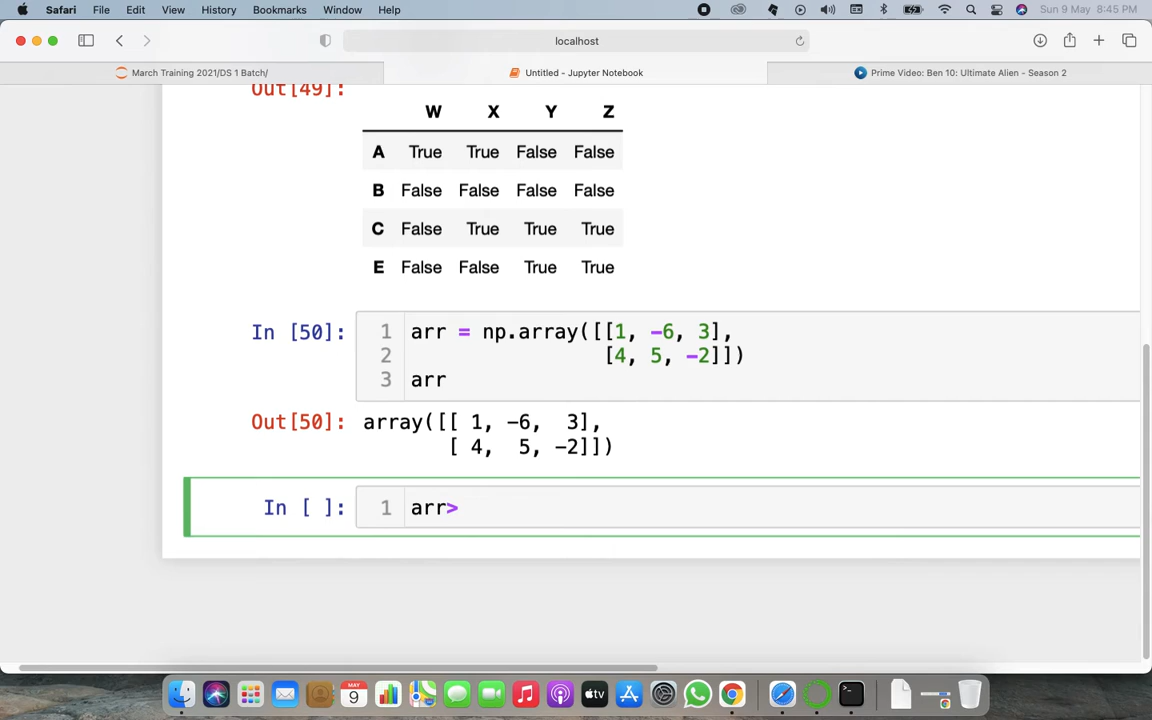 Safari File Edit View History Bookmarks Window Help Sun 9 May 8:45 PM
localhost
March Training 2021/DS 1 Batch/ Untitled - Jupyter Notebook Prime Video: Ben 10: Ultimate Alien - Season 2
Out[49]:
W X Y Z
A True True False False
B False False False False
C False True True True
E False False True True
In [50]: 1 arr = np.array([[1, -6, 3],
2 [4, 5, -2]])
3 arr
Out[50]: array([[ 1, -6, 3],
[ 4, 5, -2]])
In [ ]: 1 arr>
MAY
9
tv